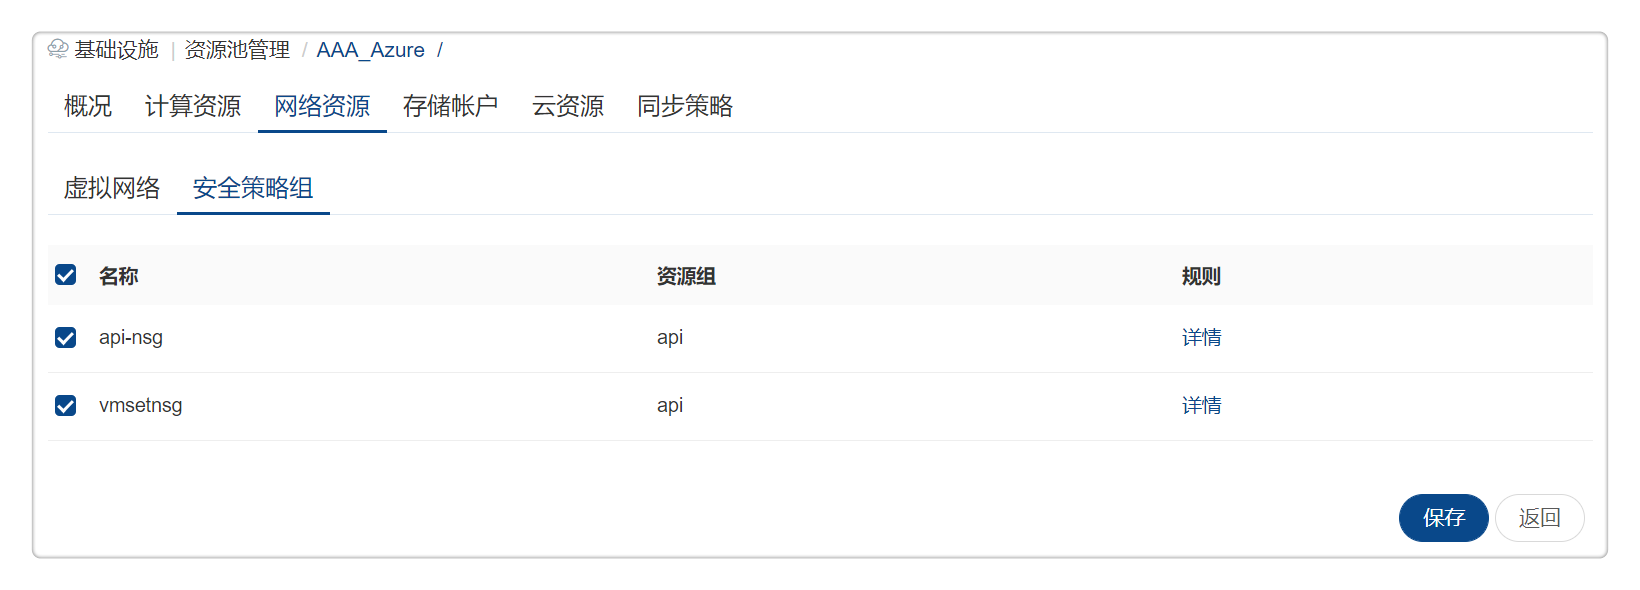 基础设施 | 资源池管理 / AAA_Azure /
概况 计算资源 网络资源 存储帐户 云资源 同步策略
虚拟网络 安全策略组
名称 资源组 规则
api-nsg api 详情
vmsetnsg api 详情
保存 返回